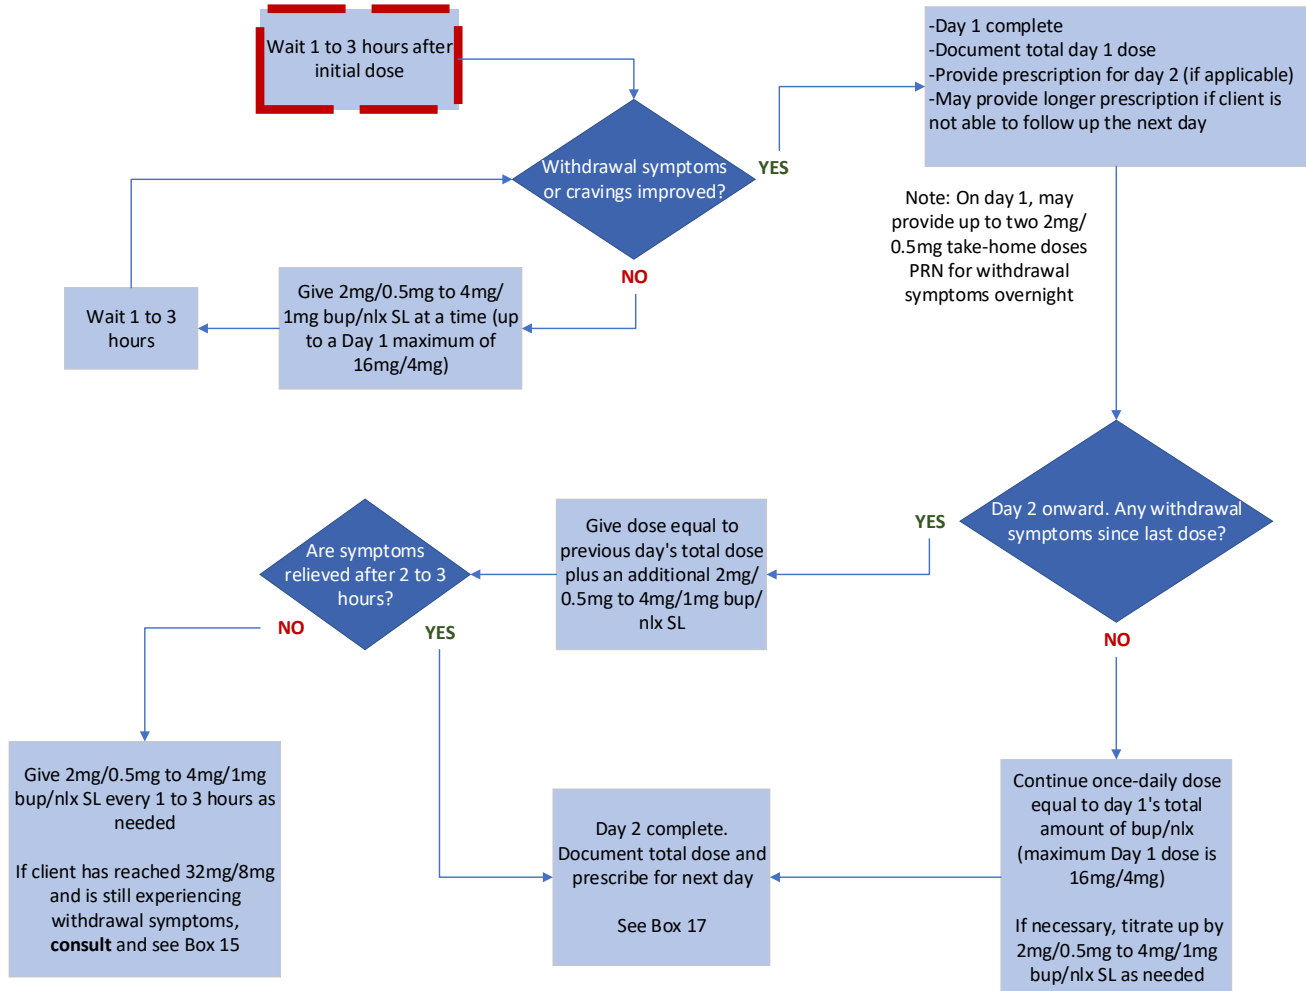 Wait 1 to 3 hours after
initial dose
-Day 1 complete
-Document total day 1 dose
-Provide prescription for day 2 (if applicable)
-May provide longer prescription if client is
not able to follow up the next day
Withdrawal symptoms
or cravings improved?
YES
Note: On day 1, may
provide up to two 2mg/
0.5mg take-home doses
PRN for withdrawal
symptoms overnight
NO
Give 2mg/0.5mg to 4mg/
1mg bup/nlx SL at a time (up
to a Day 1 maximum of
16mg/4mg)
Wait 1 to 3
hours
Day 2 onward. Any withdrawal
symptoms since last dose?
YES
Give dose equal to
previous day's total dose
plus an additional 2mg/
0.5mg to 4mg/1mg bup/
nlx SL
Are symptoms
relieved after 2 to 3
hours?
NO
YES
NO
Give 2mg/0.5mg to 4mg/1mg
bup/nlx SL every 1 to 3 hours as
needed
If client has reached 32mg/8mg
and is still experiencing
withdrawal symptoms,
consult and see Box 15
Day 2 complete.
Document total dose and
prescribe for next day
See Box 17
Continue once-daily dose
equal to day 1's total
amount of bup/nlx
(maximum Day 1 dose is
16mg/4mg)
If necessary, titrate up by
2mg/0.5mg to 4mg/1mg
bup/nlx SL as needed